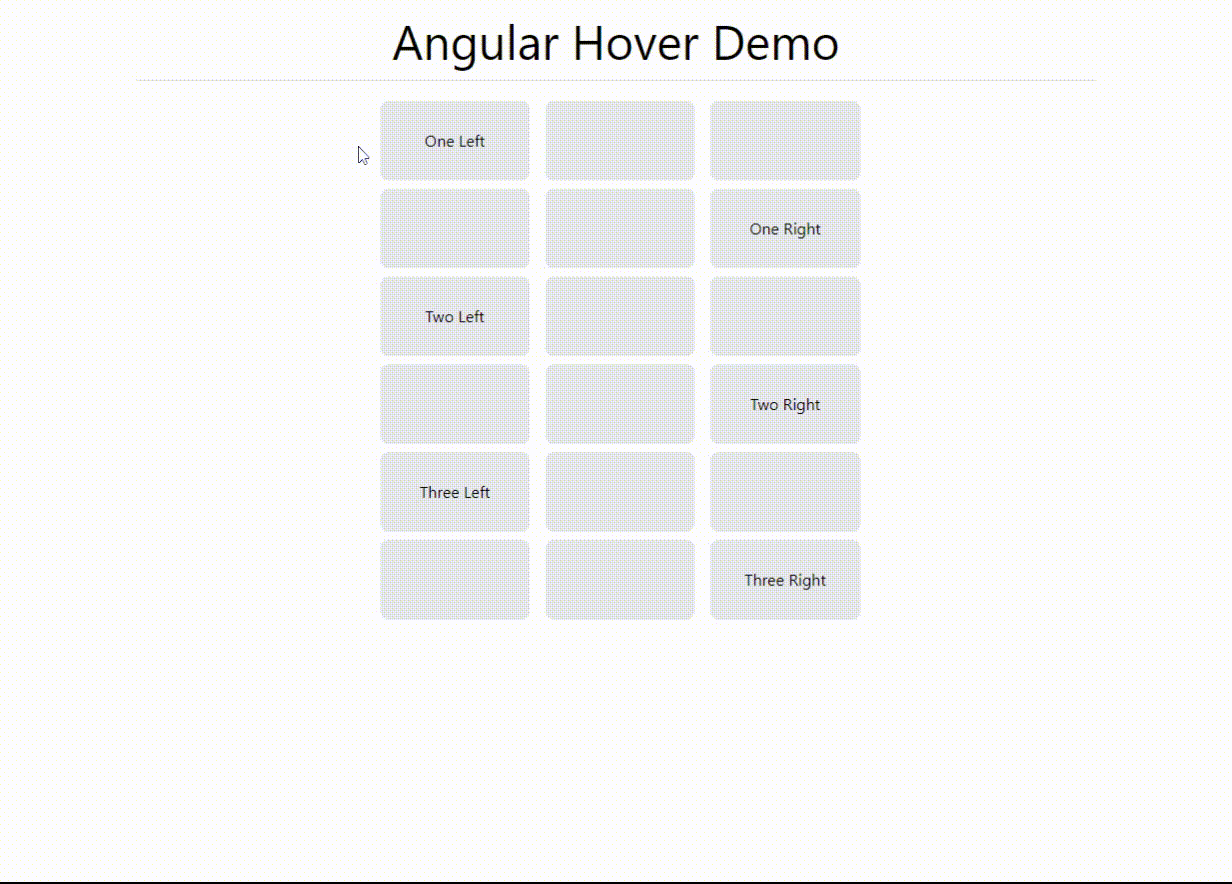 Angular Hover Demo
One Left
One Right
Two Left
Two Right
Three Left
Three Right